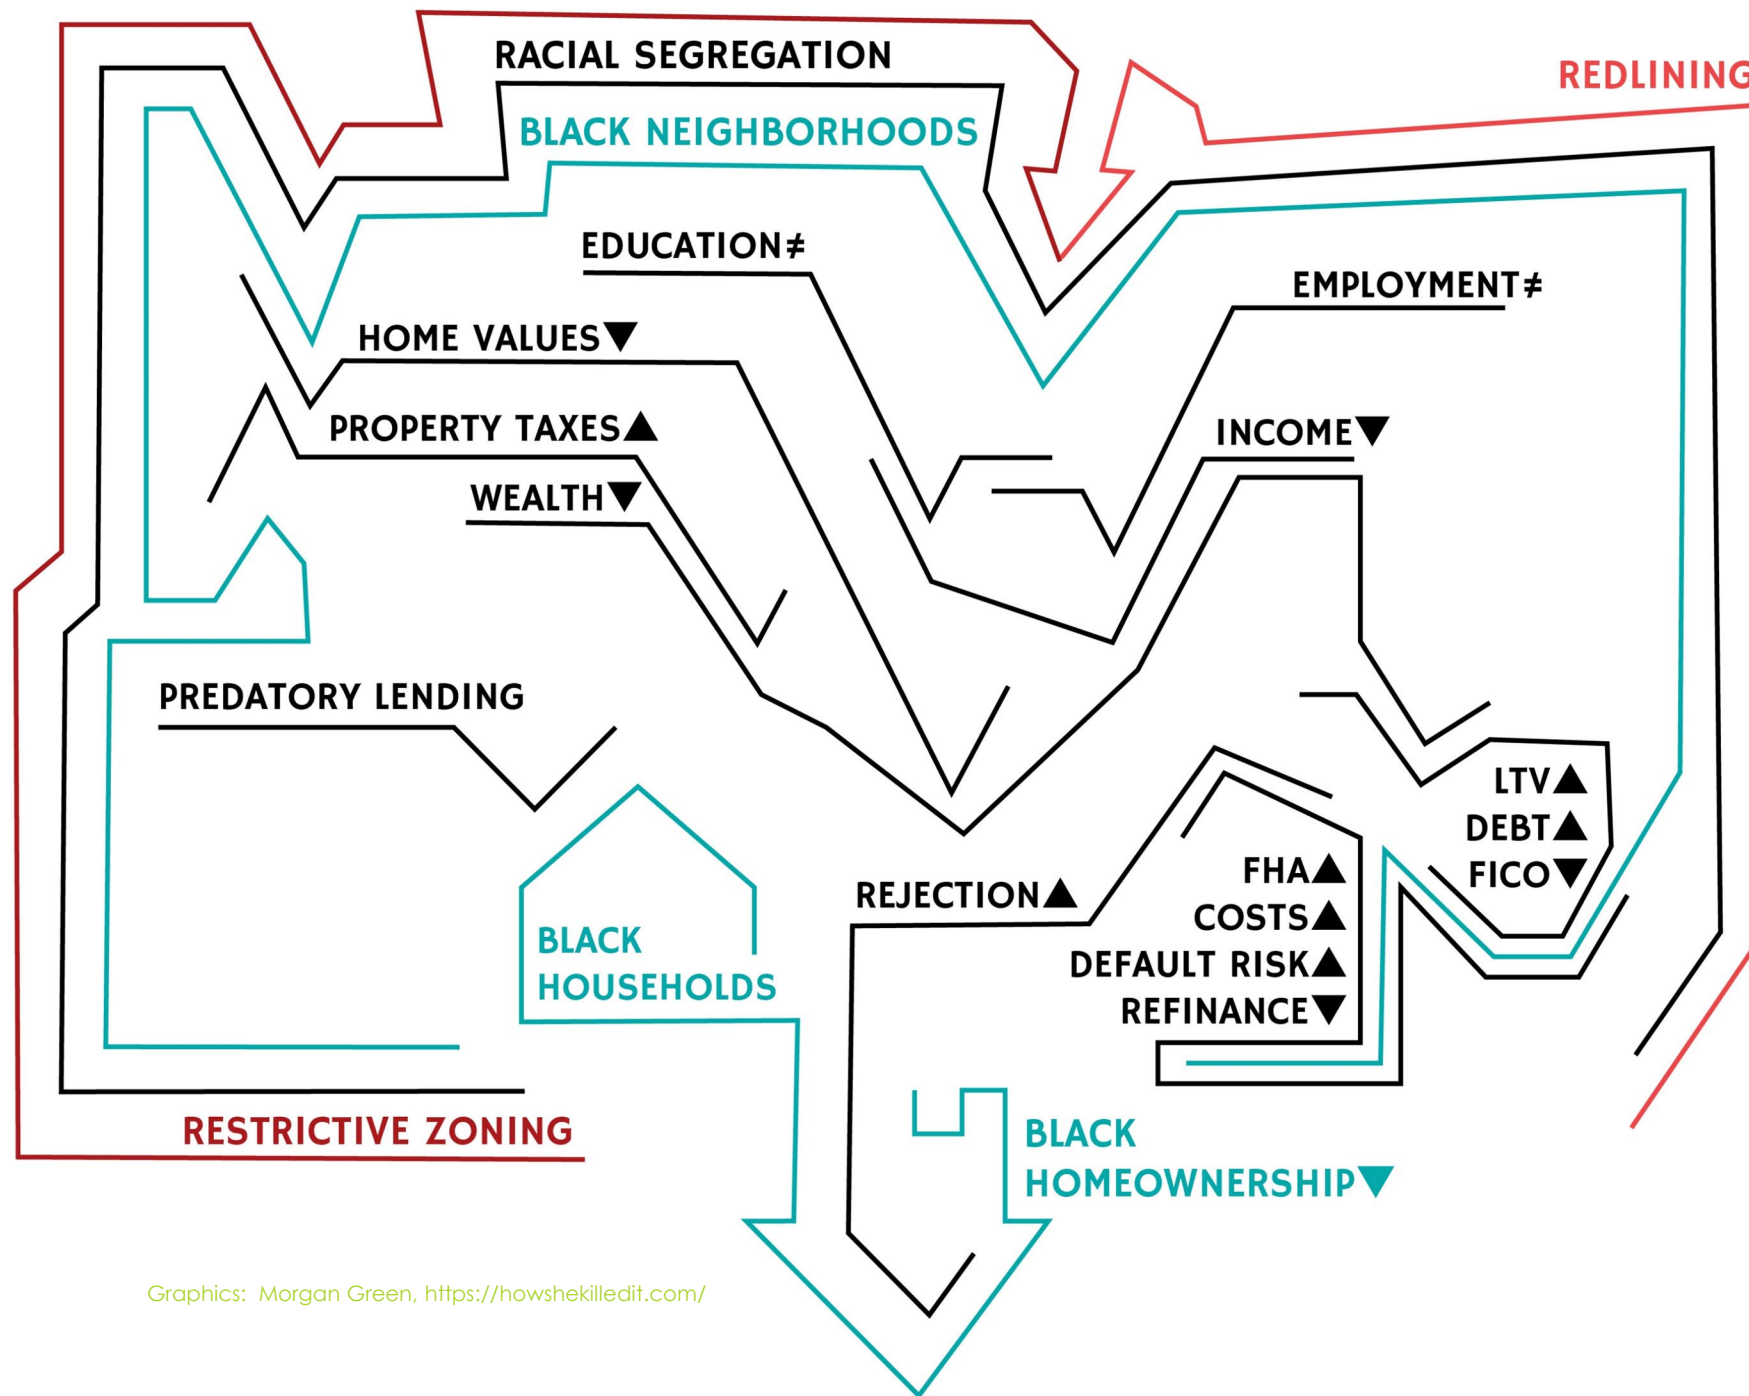 RACIAL SEGREGATION
REDLINING
BLACK NEIGHBORHOODS
EDUCATION≠
EMPLOYMENT≠
HOME VALUES▼
PROPERTY TAXES▲
INCOME▼
WEALTH▼
PREDATORY LENDING
LTV▲
DEBT▲
FICO▼
FHA▲
COSTS▲
DEFAULT RISK▲
REFINANCE▼
REJECTION▲
BLACK
HOUSEHOLDS
RESTRICTIVE ZONING
BLACK
HOMEOWNERSHIP▼
Graphics:  Morgan Green, https://howshekilledit.com/